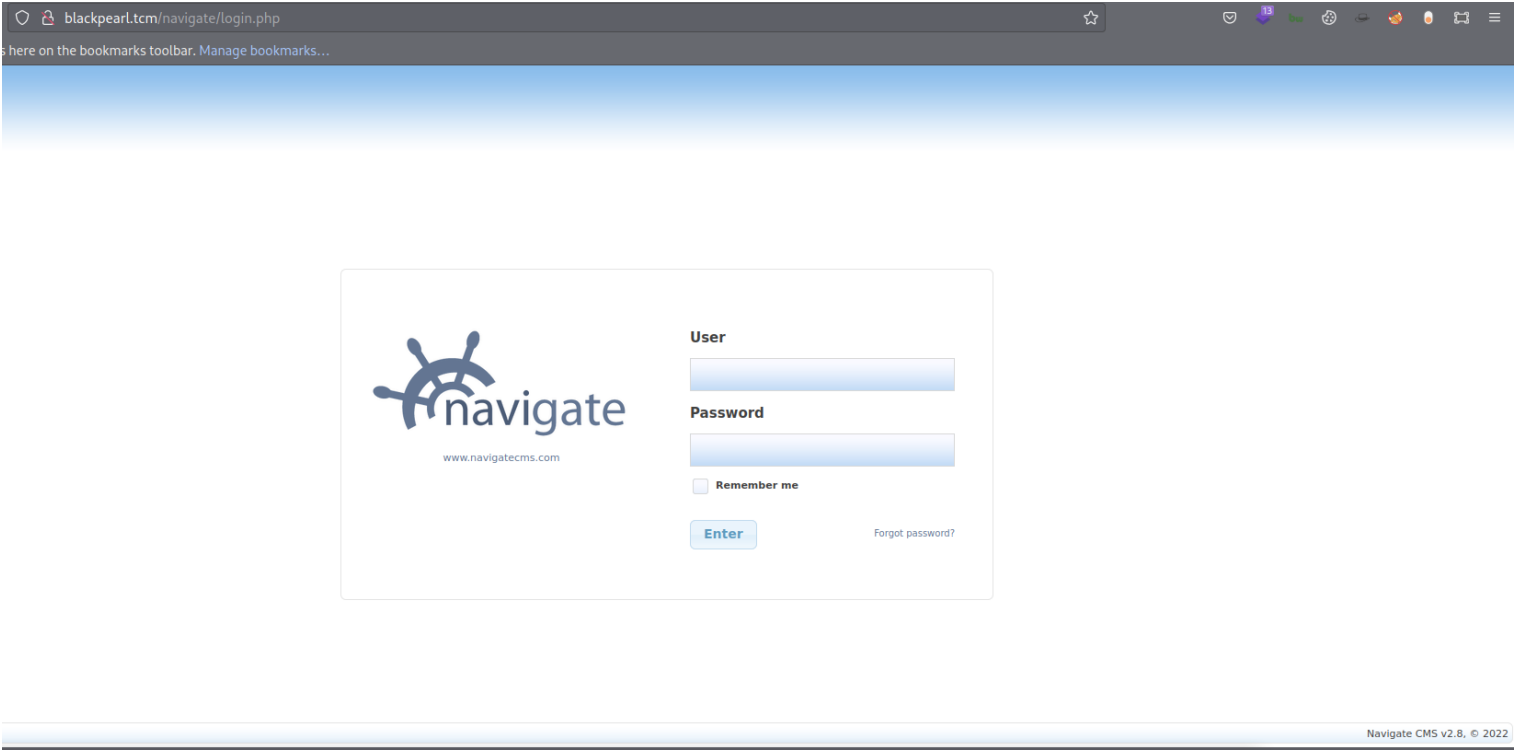 blackpearl.tcm/navigate/login.php
13
s here on the bookmarks toolbar. Manage bookmarks...
User
Password
navigate
www.navigatecms.com
Remember me
Enter
Forgot password?
Navigate CMS v2.8, © 2022